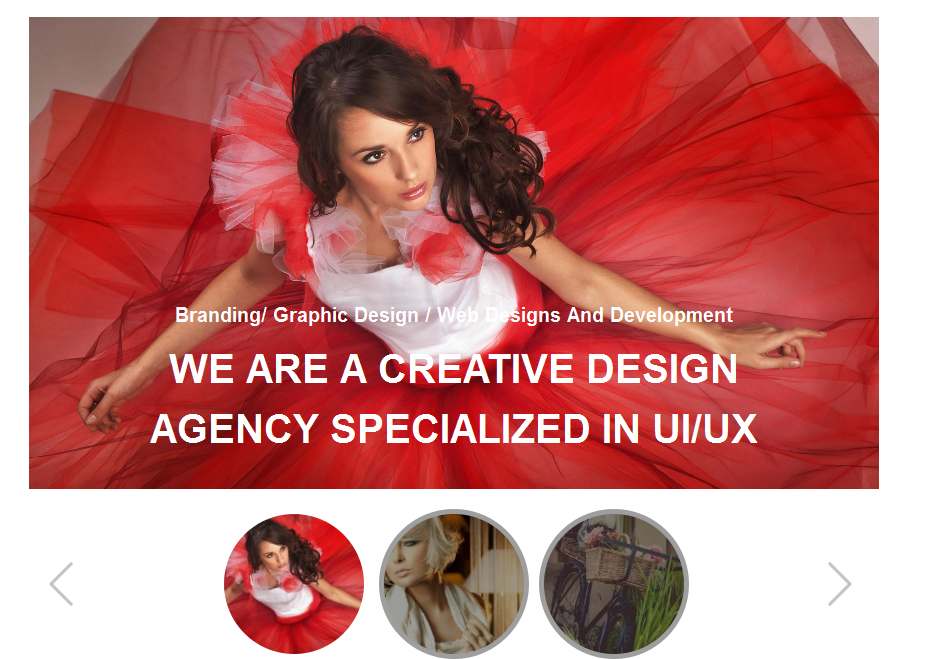 Branding/ Graphic Design / Web Designs And Development
WE ARE A CREATIVE DESIGN
AGENCY SPECIALIZED IN UI/UX